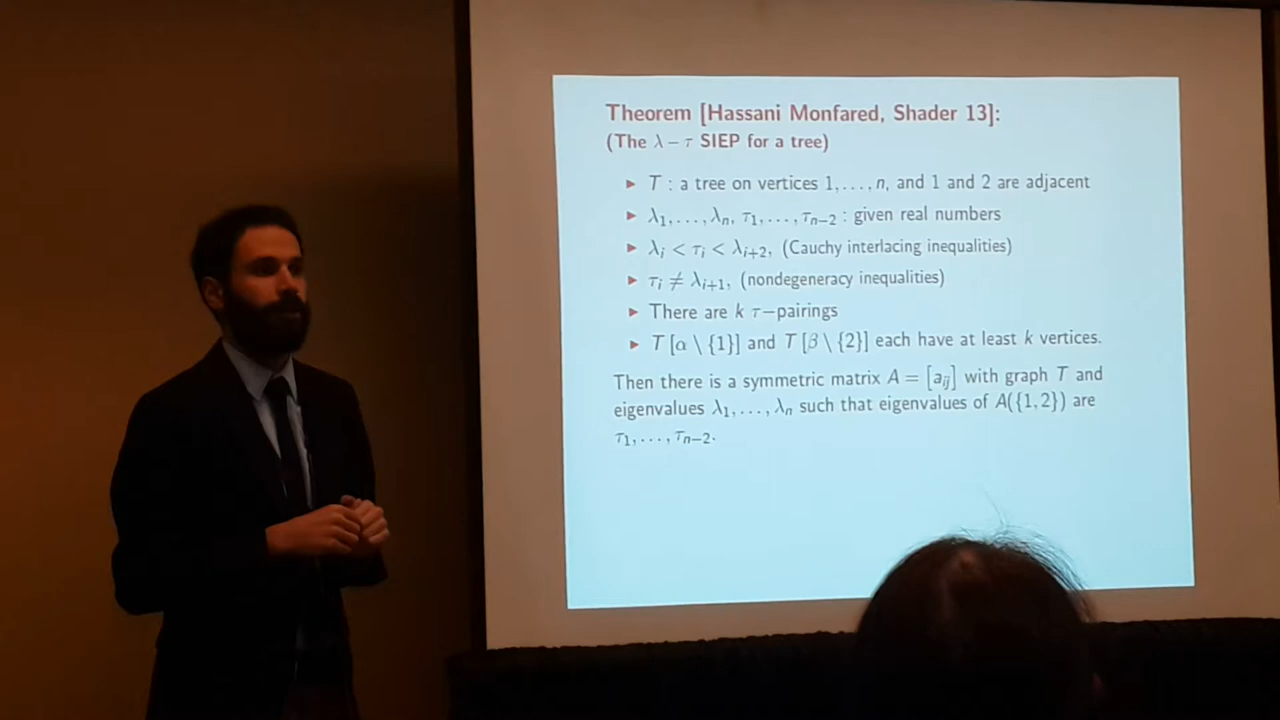 Theorem [Hassani Monfared, Shader 13]:
(The λ − τ SIEP for a tree)
▶ T : a tree on vertices 1, . . . , n, and 1 and 2 are adjacent
▶ λ₁, . . . , λₙ, τ₁, . . . , τₙ₋₂ : given real numbers
▶ λᵢ < τᵢ < λᵢ₊₂, (Cauchy interlacing inequalities)
▶ τᵢ ≠ λᵢ₊₁, (nondegeneracy inequalities)
▶ There are k τ−pairings
▶ T [α \ {1}] and T [β \ {2}] each have at least k vertices.
Then there is a symmetric matrix A = [aᵢⱼ] with graph T and
eigenvalues λ₁, . . . , λₙ such that eigenvalues of A({1, 2}) are
τ₁, . . . , τₙ₋₂.